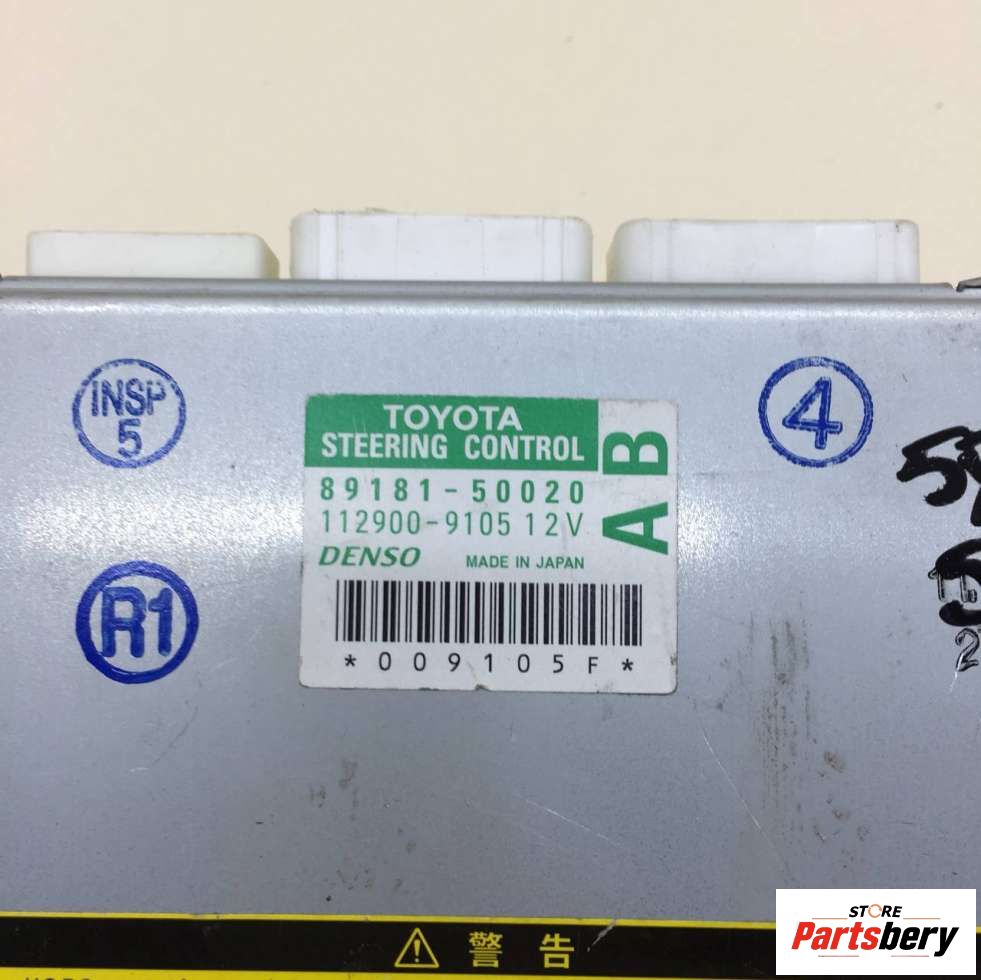 INSP
5
4
TOYOTA
STEERING CONTROL
89181-50020
112900-9105 12V
DENSO MADE IN JAPAN
A B
*009105F*
R1
2
警告
STORE
Partsbery